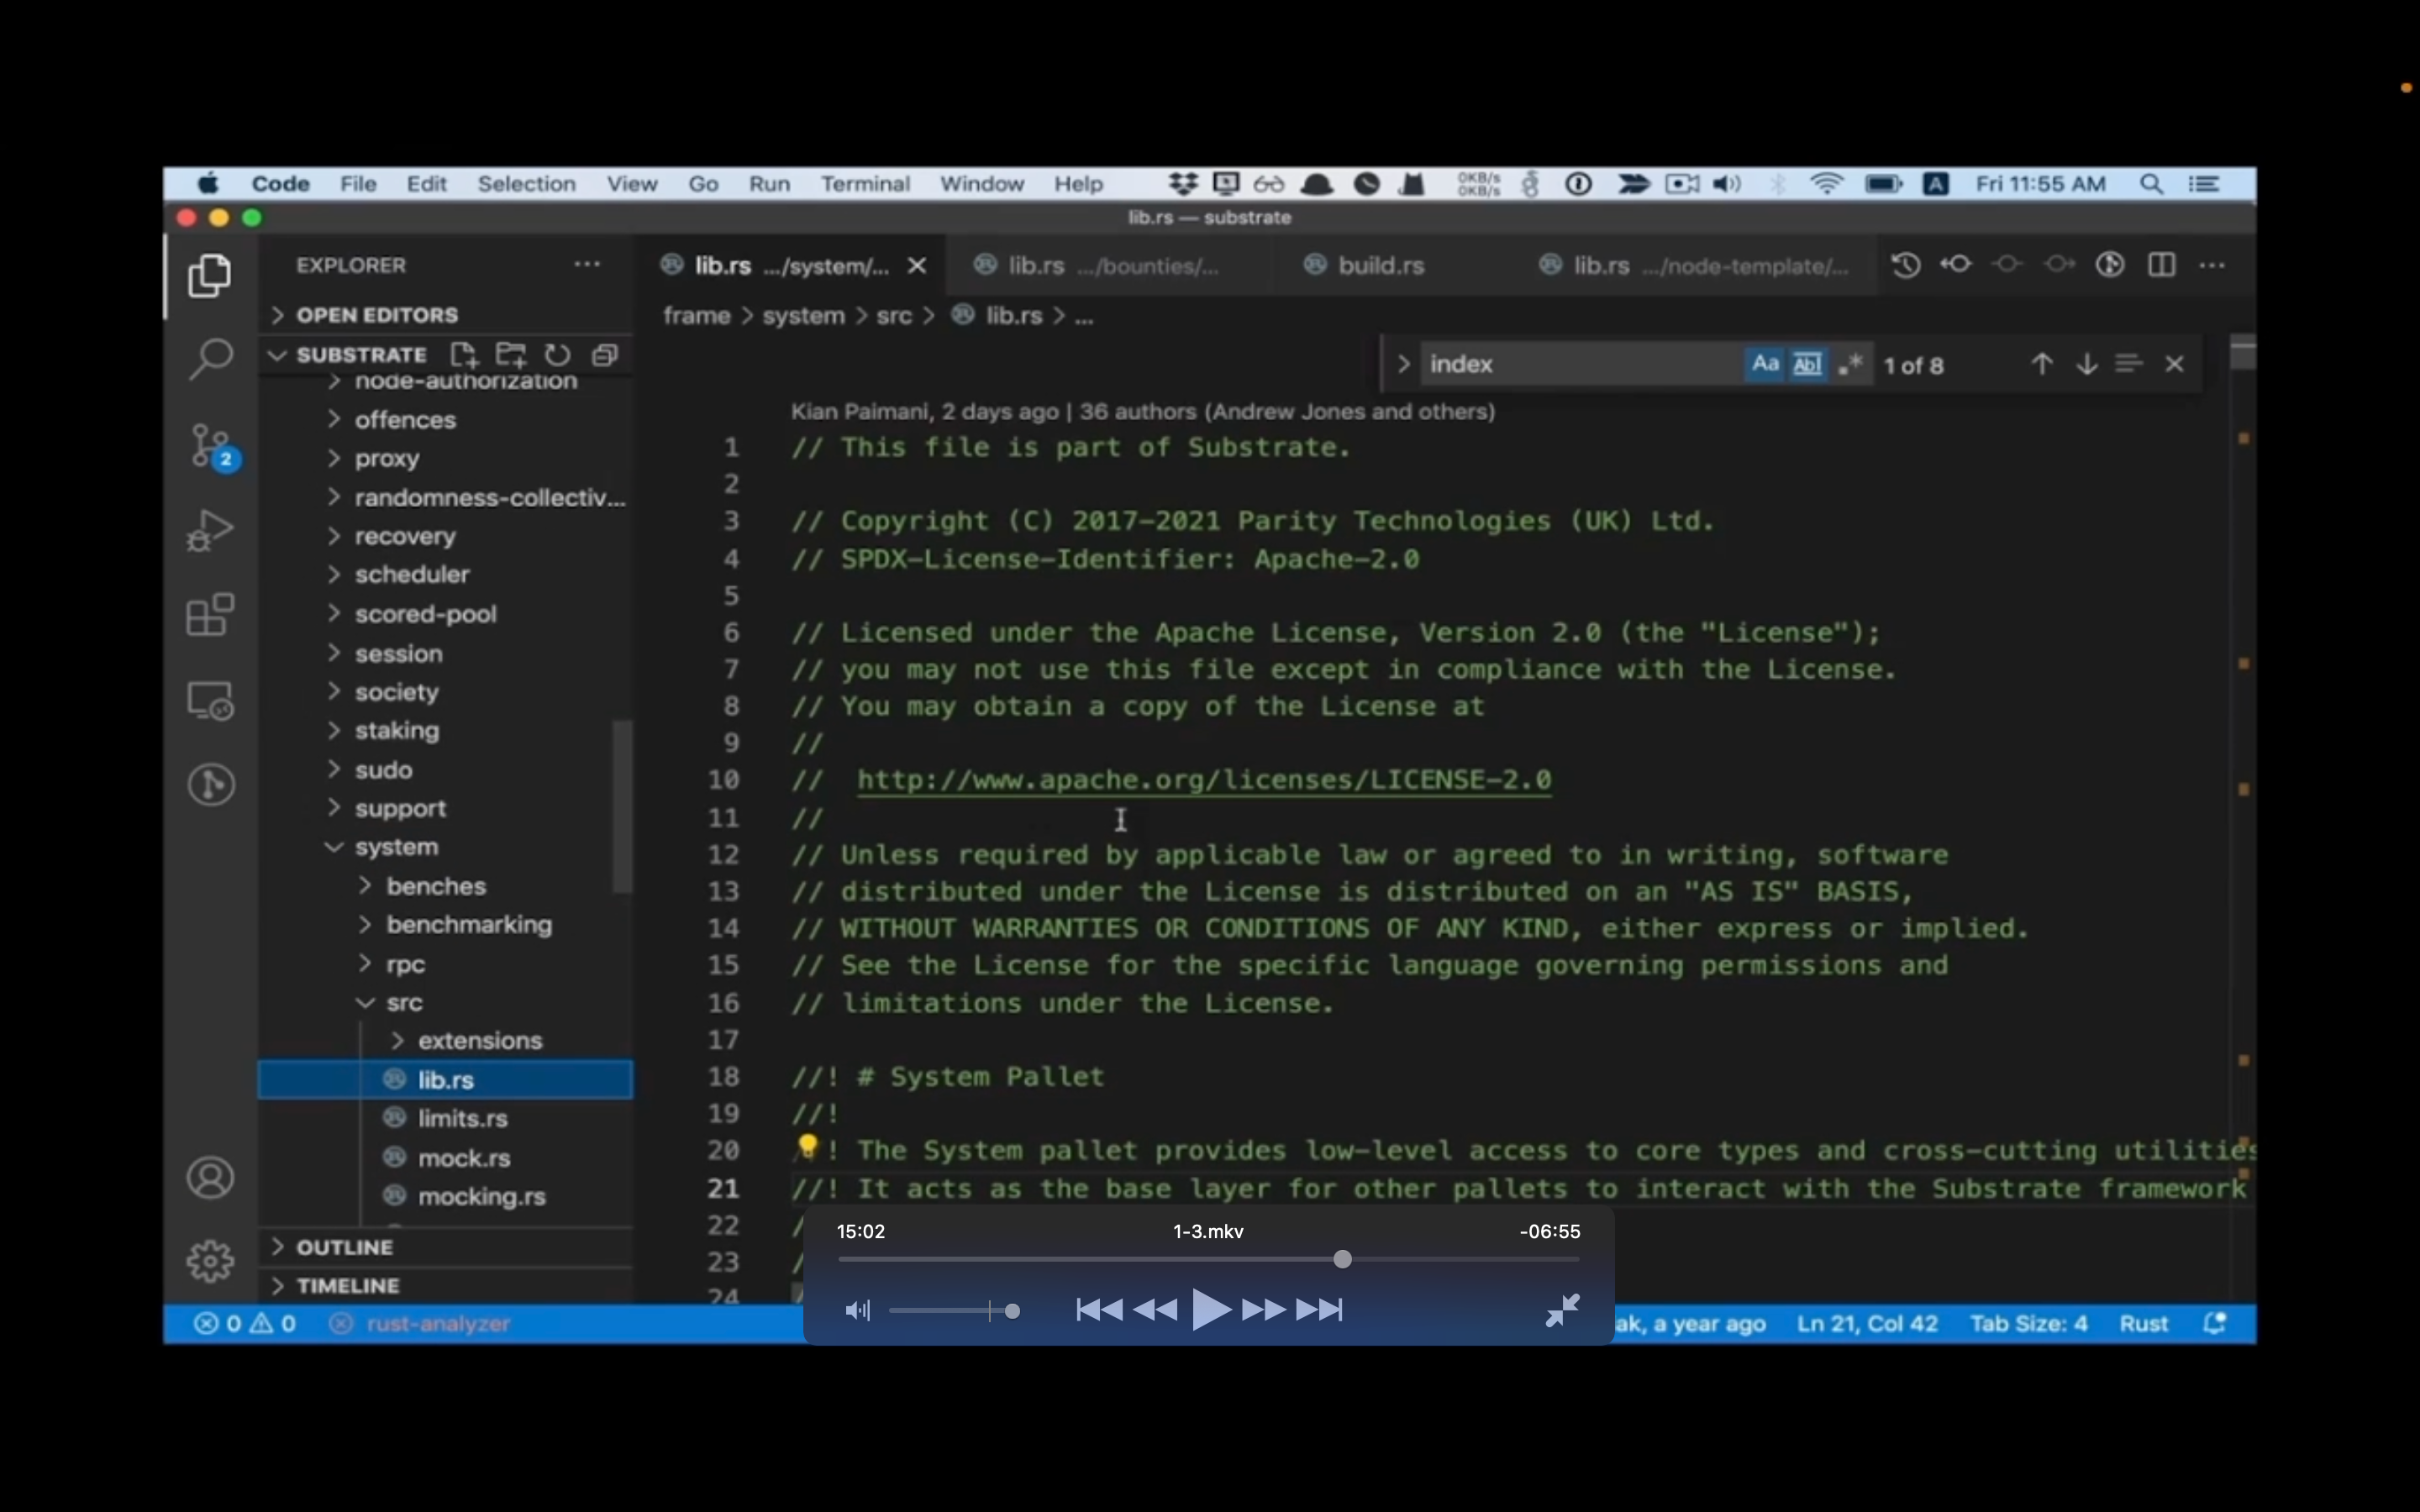 Code File Edit Selection View Go Run Terminal Window Help 0KB/s 0KB/s A Fri 11:55 AM
lib.rs — substrate
EXPLORER
OPEN EDITORS
SUBSTRATE
node-authorization
offences
proxy
randomness-collectiv...
recovery
scheduler
scored-pool
session
society
staking
sudo
support
system
benches
benchmarking
rpc
src
extensions
lib.rs
limits.rs
mock.rs
mocking.rs
OUTLINE
TIMELINE
2
lib.rs .../system/... lib.rs .../bounties/... build.rs lib.rs .../node-template/...
frame > system > src > lib.rs > ...
index Aa Abl .* 1 of 8
Kian Paimani, 2 days ago | 36 authors (Andrew Jones and others)
1 // This file is part of Substrate.
2
3 // Copyright (C) 2017-2021 Parity Technologies (UK) Ltd.
4 // SPDX-License-Identifier: Apache-2.0
5
6 // Licensed under the Apache License, Version 2.0 (the "License");
7 // you may not use this file except in compliance with the License.
8 // You may obtain a copy of the License at
9 //
10 // http://www.apache.org/licenses/LICENSE-2.0
11 //
12 // Unless required by applicable law or agreed to in writing, software
13 // distributed under the License is distributed on an "AS IS" BASIS,
14 // WITHOUT WARRANTIES OR CONDITIONS OF ANY KIND, either express or implied.
15 // See the License for the specific language governing permissions and
16 // limitations under the License.
17
18 //! # System Pallet
19 //!
20 ! The System pallet provides low-level access to core types and cross-cutting utilities
21 //! It acts as the base layer for other pallets to interact with the Substrate framework
22 /
23 /
24
15:02 1-3.mkv -06:55
0 0 rust-analyzer ak, a year ago Ln 21, Col 42 Tab Size: 4 Rust